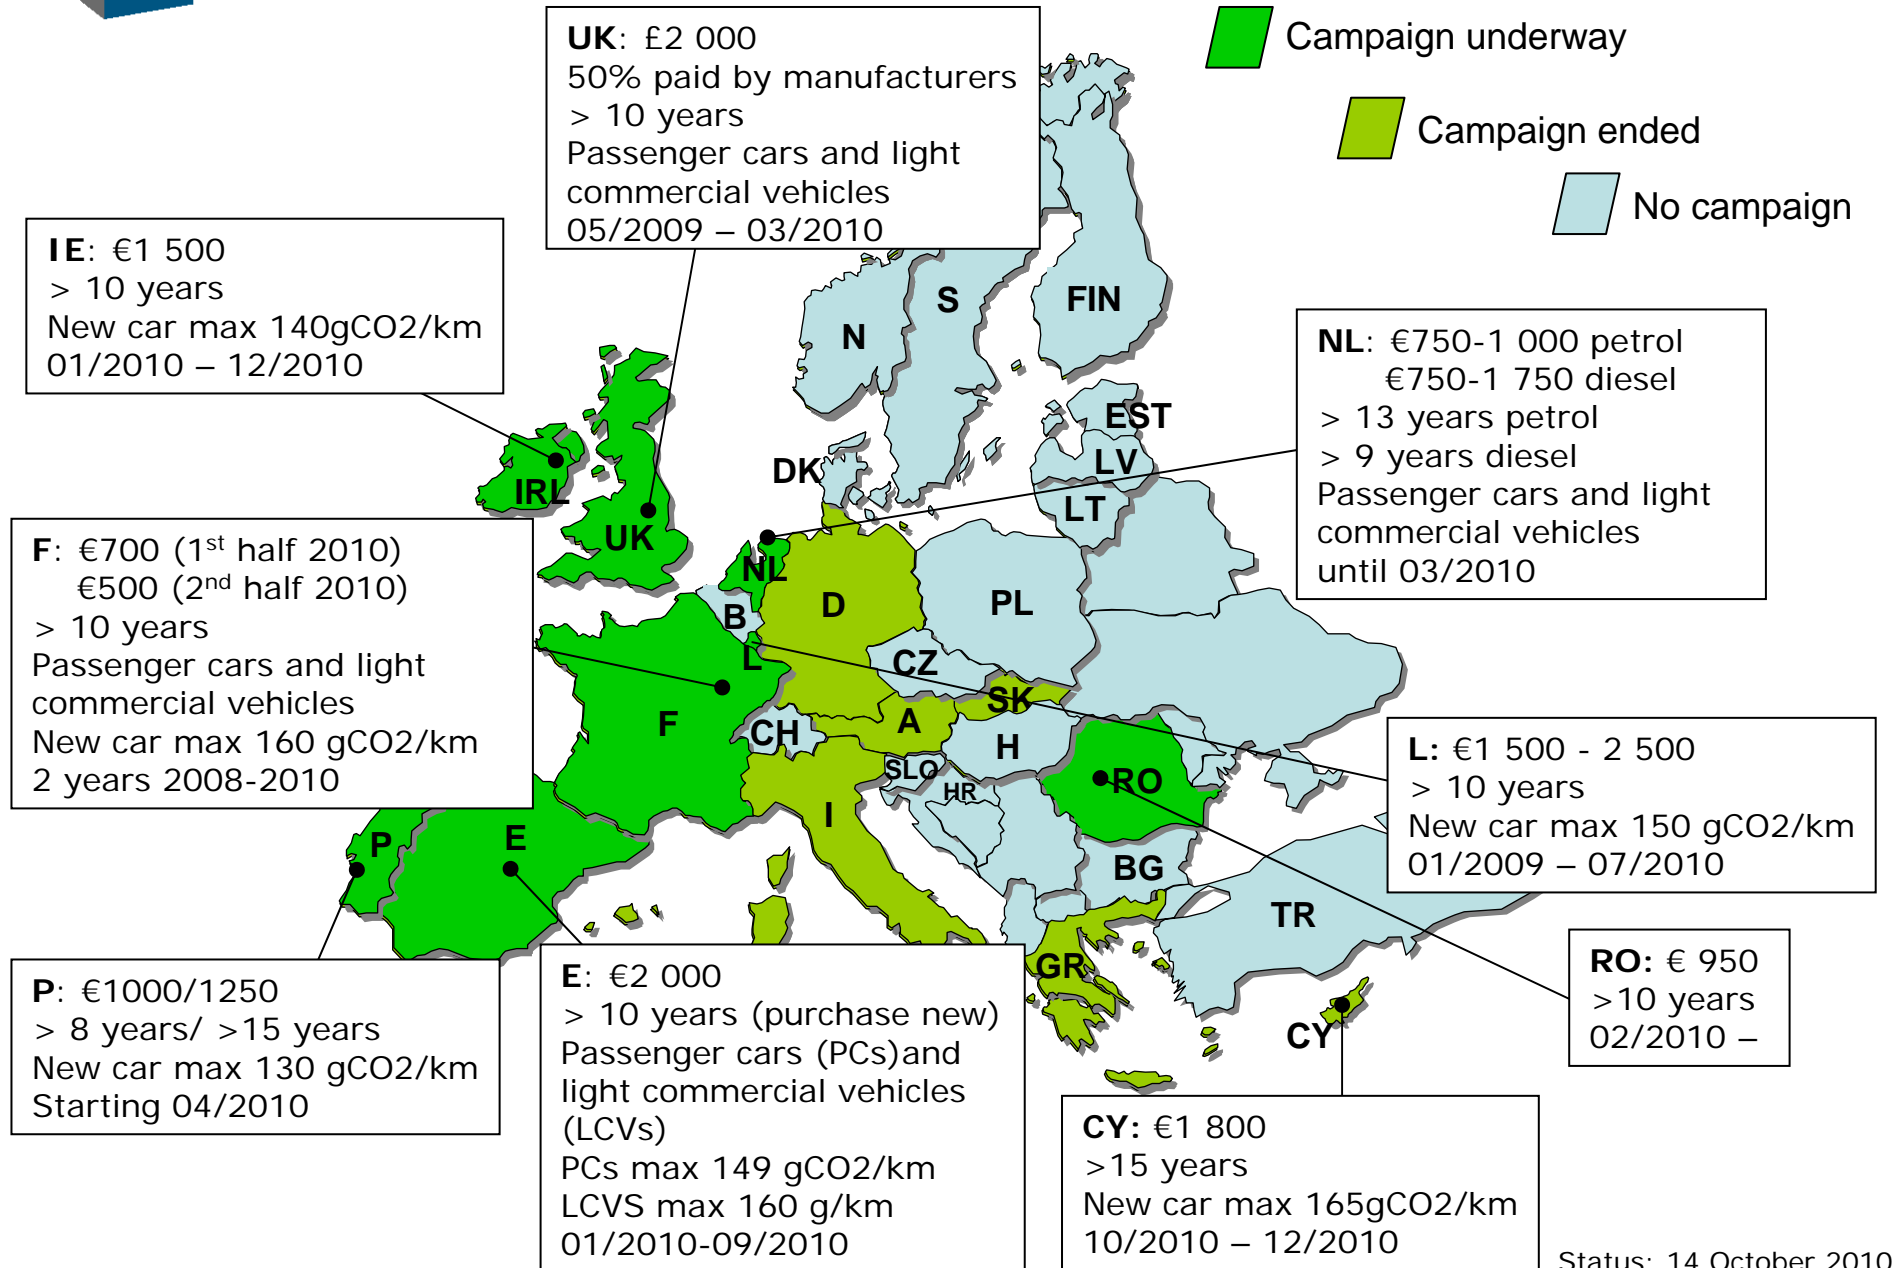 UK: £2 000
50% paid by manufacturers
> 10 years
Passenger cars and light
commercial vehicles
05/2009 – 03/2010
Campaign underway
Campaign ended
No campaign
IE: €1 500
> 10 years
New car max 140gCO2/km
01/2010 – 12/2010
NL: €750-1 000 petrol
€750-1 750 diesel
> 13 years petrol
> 9 years diesel
Passenger cars and light
commercial vehicles
until 03/2010
F: €700 (1st half 2010)
€500 (2nd half 2010)
> 10 years
Passenger cars and light
commercial vehicles
New car max 160 gCO2/km
2 years 2008-2010
S
FIN
N
EST
DK
LV
LT
IRL
UK
NL
B
D
PL
L
CZ
SK
F
CH
A
H
SLO
HR
RO
I
P
E
BG
TR
GR
CY
L: €1 500 - 2 500
> 10 years
New car max 150 gCO2/km
01/2009 – 07/2010
RO: € 950
>10 years
02/2010 –
P: €1000/1250
> 8 years/ >15 years
New car max 130 gCO2/km
Starting 04/2010
E: €2 000
> 10 years (purchase new)
Passenger cars (PCs)and
light commercial vehicles
(LCVs)
PCs max 149 gCO2/km
LCVS max 160 g/km
01/2010-09/2010
CY: €1 800
>15 years
New car max 165gCO2/km
10/2010 – 12/2010
Status: 14 October 2010